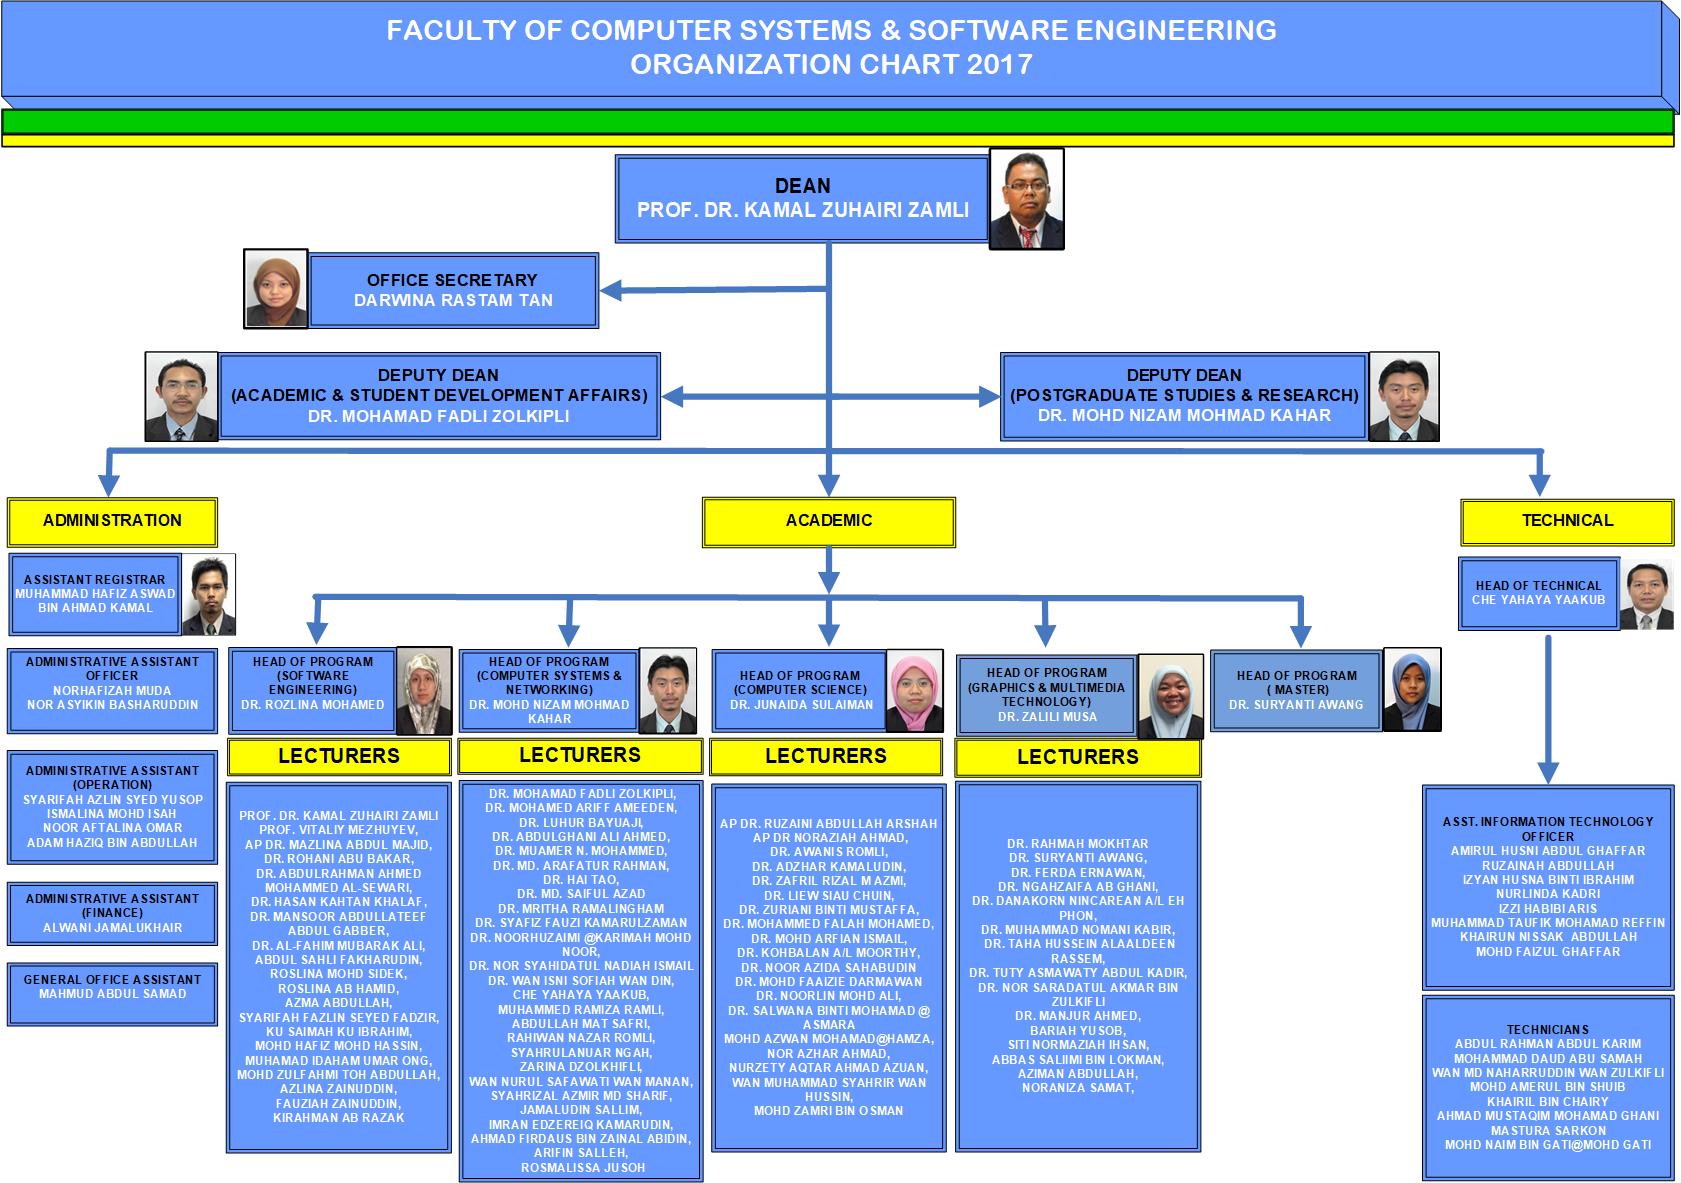 FACULTY OF COMPUTER SYSTEMS & SOFTWARE ENGINEERING
ORGANIZATION CHART 2017
DEAN
PROF. DR. KAMAL ZUHAIRI ZAMLI
OFFICE SECRETARY
DARWINA RASTAM TAN
DEPUTY DEAN
(ACADEMIC & STUDENT DEVELOPMENT AFFAIRS)
DR. MOHAMAD FADLI ZOLKIPLI
DEPUTY DEAN
(POSTGRADUATE STUDIES & RESEARCH)
DR. MOHD NIZAM MOHMAD KAHAR
ADMINISTRATION
ASSISTANT REGISTRAR
MUHAMMAD HAFIZ ASWAD
BIN AHMAD KAMAL
ADMINISTRATIVE ASSISTANT
OFFICER
NORHAFIZAH MUDA
NOR ASYIKIN BASHARUDDIN
ADMINISTRATIVE ASSISTANT
(OPERATION)
SYARIFAH AZLIN SYED YUSOP
ISMALINA MOHD ISAH
NOOR AFTALINA OMAR
ADAM HAZIQ BIN ABDULLAH
ADMINISTRATIVE ASSISTANT
(FINANCE)
ALWANI JAMALUKHAIR
GENERAL OFFICE ASSISTANT
MAHMUD ABDUL SAMAD
ACADEMIC
HEAD OF PROGRAM
(SOFTWARE
ENGINEERING)
DR. ROZLINA MOHAMED
LECTURERS
PROF. DR. KAMAL ZUHAIRI ZAMLI
PROF. VITALIY MEZHUYEV,
AP DR. MAZLINA ABDUL MAJID,
DR. ROHANI ABU BAKAR,
DR. ABDULRAHMAN AHMED
MOHAMMED AL-SEWARI,
DR. HASAN KAHTAN KHALAF,
DR. MANSOOR ABDULLATEEF
ABDUL GABBER,
DR. AL-FAHIM MUBARAK ALI,
ABDUL SAHLI FAKHARUDIN,
ROSLINA MOHD SIDEK,
ROSLINA AB HAMID,
AZMA ABDULLAH,
SYARIFAH FAZLIN SEYED FADZIR,
KU SAIMAH KU IBRAHIM,
MOHD HAFIZ MOHD HASSIN,
MUHAMAD IDAHAM UMAR ONG,
MOHD ZULFAHMI TOH ABDULLAH,
AZLINA ZAINUDDIN,
FAUZIAH ZAINUDDIN,
KIRAHMAN AB RAZAK
HEAD OF PROGRAM
(COMPUTER SYSTEMS &
NETWORKING)
DR. MOHD NIZAM MOHMAD
KAHAR
LECTURERS
DR. MOHAMAD FADLI ZOLKIPLI,
DR. MOHAMED ARIFF AMEEDEN,
DR. LUHUR BAYUAJI,
DR. ABDULGHANI ALI AHMED,
DR. MUAMER N. MOHAMMED,
DR. MD. ARAFATUR RAHMAN,
DR. HAI TAO,
DR. MD. SAIFUL AZAD
DR. MRITHA RAMALINGHAM
DR. SYAFIZ FAUZI KAMARULZAMAN
DR. NOORHUZAIMI @KARIMAH MOHD
NOOR,
DR. NOR SYAHIDATUL NADIAH ISMAIL
DR. WAN ISNI SOFIAH WAN DIN,
CHE YAHAYA YAAKUB,
MUHAMMED RAMIZA RAMLI,
ABDULLAH MAT SAFRI,
RAHIWAN NAZAR ROMLI,
SYAHRULANUAR NGAH,
ZARINA DZOLKHIFLI,
WAN NURUL SAFAWATI WAN MANAN,
SYAHRIZAL AZMIR MD SHARIF,
JAMALUDIN SALLIM,
IMRAN EDZEREIQ KAMARUDIN,
AHMAD FIRDAUS BIN ZAINAL ABIDIN,
ARIFIN SALLEH,
ROSMALISSA JUSOH
HEAD OF PROGRAM
(COMPUTER SCIENCE)
DR. JUNAIDA SULAIMAN
LECTURERS
AP DR. RUZAINI ABDULLAH ARSHAH
AP DR NORAZIAH AHMAD,
DR. AWANIS ROMLI,
DR. ADZHAR KAMALUDIN,
DR. ZAFRIL RIZAL M AZMI,
DR. LIEW SIAU CHUIN,
DR. ZURIANI BINTI MUSTAFFA,
DR. MOHAMMED FALAH MOHAMED,
DR. MOHD ARFIAN ISMAIL,
DR. KOHBALAN A/L MOORTHY,
DR. NOOR AZIDA SAHABUDIN
DR. MOHD FAAIZIE DARMAWAN
DR. NOORLIN MOHD ALI,
DR. SALWANA BINTI MOHAMAD @
ASMARA
MOHD AZWAN MOHAMAD@HAMZA,
NOR AZHAR AHMAD,
NURZETY AQTAR AHMAD AZUAN,
WAN MUHAMMAD SYAHRIR WAN
HUSSIN,
MOHD ZAMRI BIN OSMAN
HEAD OF PROGRAM
(GRAPHICS & MULTIMEDIA
TECHNOLOGY)
DR. ZALILI MUSA
LECTURERS
DR. RAHMAH MOKHTAR
DR. SURYANTI AWANG,
DR. FERDA ERNAWAN,
DR. NGAHZAIFA AB GHANI,
DR. DANAKORN NINCAREAN A/L EH
PHON,
DR. MUHAMMAD NOMANI KABIR,
DR. TAHA HUSSEIN ALAALDEEN
RASSEM,
DR. TUTY ASMAWATY ABDUL KADIR,
DR. NOR SARADATUL AKMAR BIN
ZULKIFLI
DR. MANJUR AHMED,
BARIAH YUSOB,
SITI NORMAZIAH IHSAN,
ABBAS SALIIMI BIN LOKMAN,
AZIMAN ABDULLAH,
NORANIZA SAMAT,
HEAD OF PROGRAM
( MASTER)
DR. SURYANTI AWANG
TECHNICAL
HEAD OF TECHNICAL
CHE YAHAYA YAAKUB
ASST. INFORMATION TECHNOLOGY
OFFICER
AMIRUL HUSNI ABDUL GHAFFAR
RUZAINAH ABDULLAH
IZYAN HUSNA BINTI IBRAHIM
NURLINDA KADRI
IZZI HABIBI ARIS
MUHAMMAD TAUFIK MOHAMAD REFFIN
KHAIRUN NISSAK ABDULLAH
MOHD FAIZUL GHAFFAR
TECHNICIANS
ABDUL RAHMAN ABDUL KARIM
MOHAMMAD DAUD ABU SAMAH
WAN MD NAHARRUDDIN WAN ZULKIFLI
MOHD AMERUL BIN SHUIB
KHAIRIL BIN CHAIRY
AHMAD MUSTAQIM MOHAMAD GHANI
MASTURA SARKON
MOHD NAIM BIN GATI@MOHD GATI